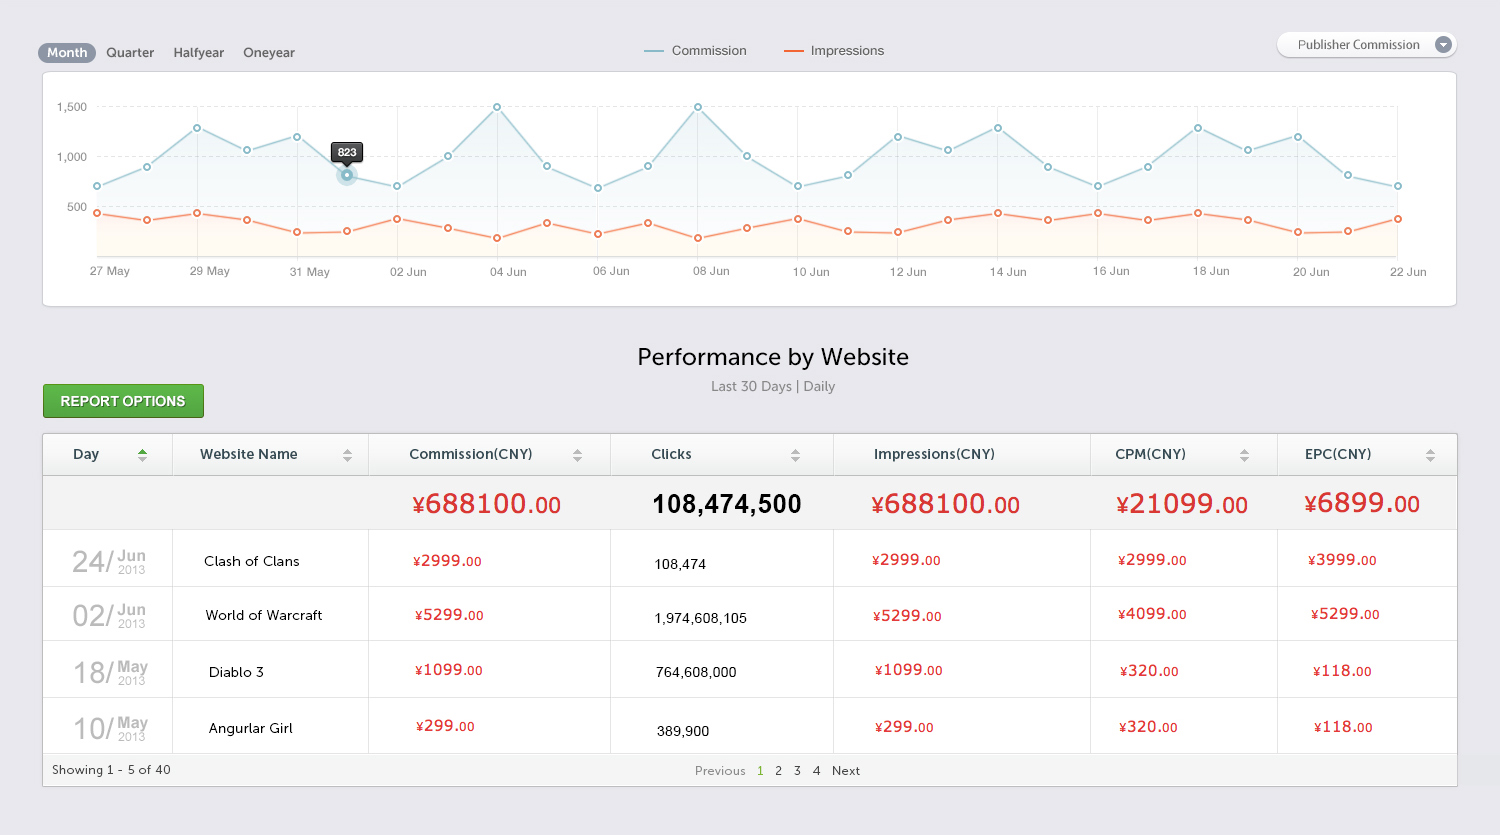 Month Quarter Halfyear Oneyear Commission Impressions Publisher Commission
1,500
823
1,000
500
27 May 29 May 31 May 02 Jun 04 Jun 06 Jun 08 Jun 10 Jun 12 Jun 14 Jun 16 Jun 18 Jun 20 Jun 22 Jun
Performance by Website
Last 30 Days | Daily
REPORT OPTIONS
Day Website Name Commission(CNY) Clicks Impressions(CNY) CPM(CNY) EPC(CNY)
¥688100.00 108,474,500 ¥688100.00 ¥21099.00 ¥6899.00
24/ Jun 2013 Clash of Clans ¥2999.00 108,474 ¥2999.00 ¥2999.00 ¥3999.00
02/ Jun 2013 World of Warcraft ¥5299.00 1,974,608,105 ¥5299.00 ¥4099.00 ¥5299.00
18/ May 2013 Diablo 3 ¥1099.00 764,608,000 ¥1099.00 ¥320.00 ¥118.00
10/ May 2013 Angurlar Girl ¥299.00 389,900 ¥299.00 ¥320.00 ¥118.00
Showing 1 - 5 of 40 Previous 1 2 3 4 Next